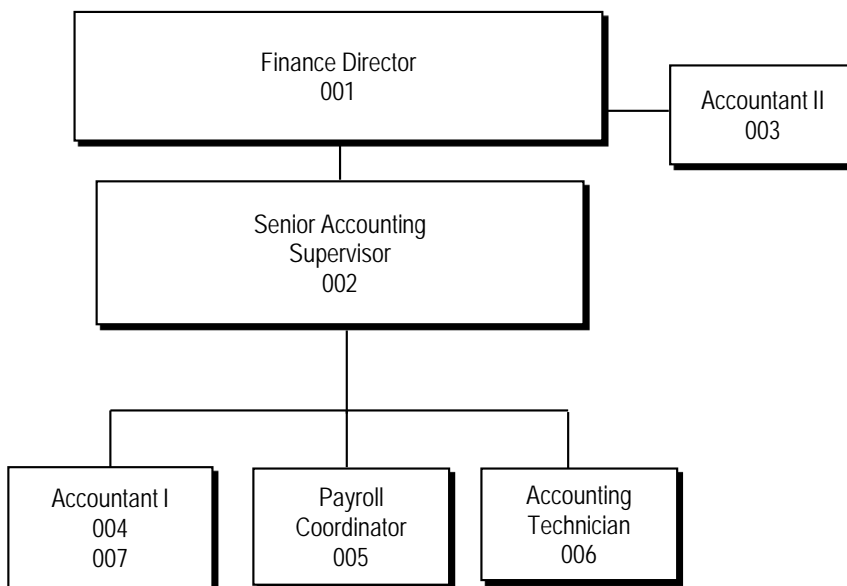 Finance Director
001
Accountant II
003
Senior Accounting
Supervisor
002
Accountant I
004
007
Payroll
Coordinator
005
Accounting
Technician
006